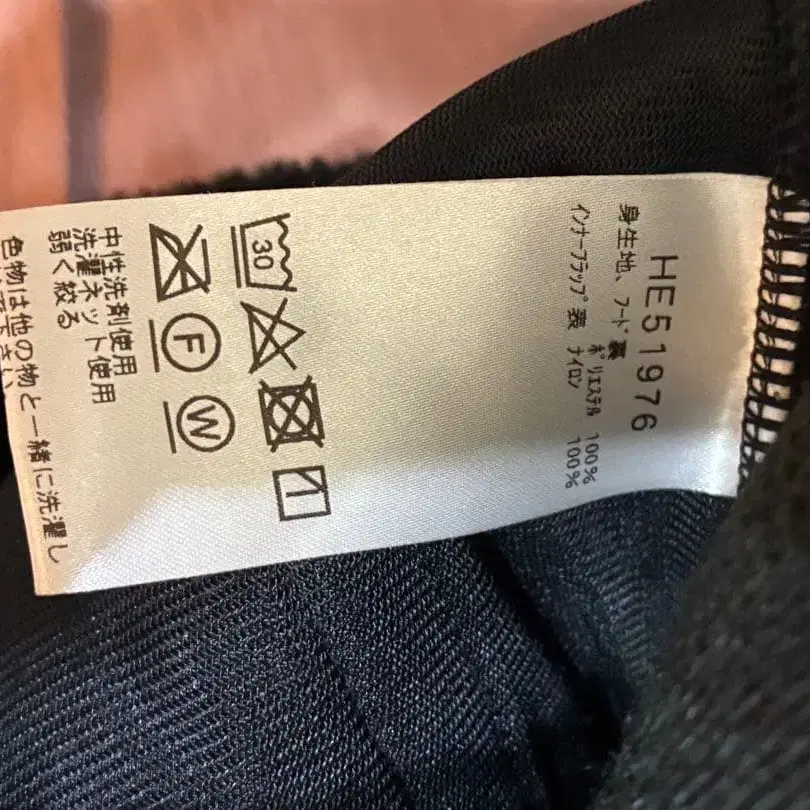 HE51976
身生地、フード裏 ポリエステル 100%
インナーフラップ表 ナイロン 100%
30
F
W
中性洗剤使用
洗濯ネット使用
弱く絞る
色物は他の物と一緒に洗濯し